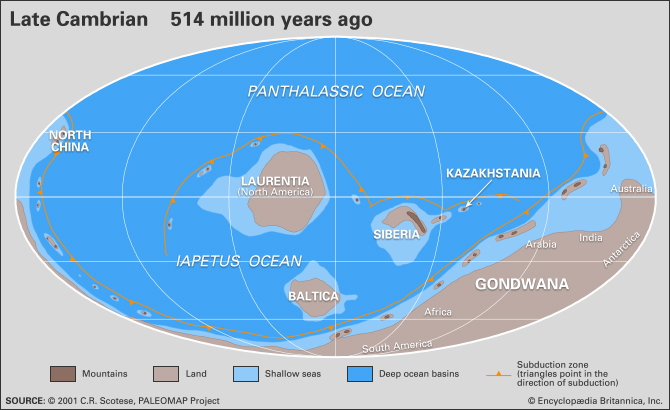 Late Cambrian 514 million years ago
PANTHALASSIC OCEAN
NORTH
CHINA
LAURENTIA
(North America)
KAZAKHSTANIA
Australia
SIBERIA
India
Arabia
Antarctica
IAPETUS OCEAN
GONDWANA
BALTICA
Africa
South America
Mountains
Land
Shallow seas
Deep ocean basins
Subduction zone
(triangles point in the
direction of subduction)
SOURCE: © 2001 C.R. Scotese, PALEOMAP Project
© Encyclopædia Britannica, Inc.